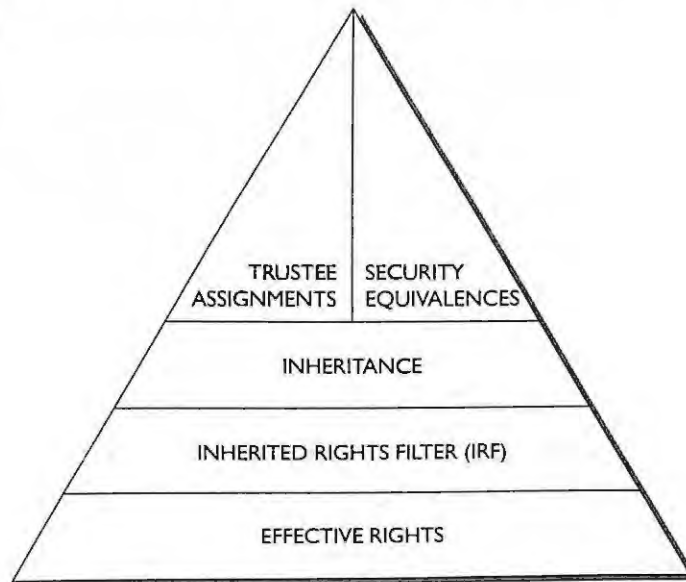 TRUSTEE
ASSIGNMENTS
SECURITY
EQUIVALENCES
INHERITANCE
INHERITED RIGHTS FILTER (IRF)
EFFECTIVE RIGHTS